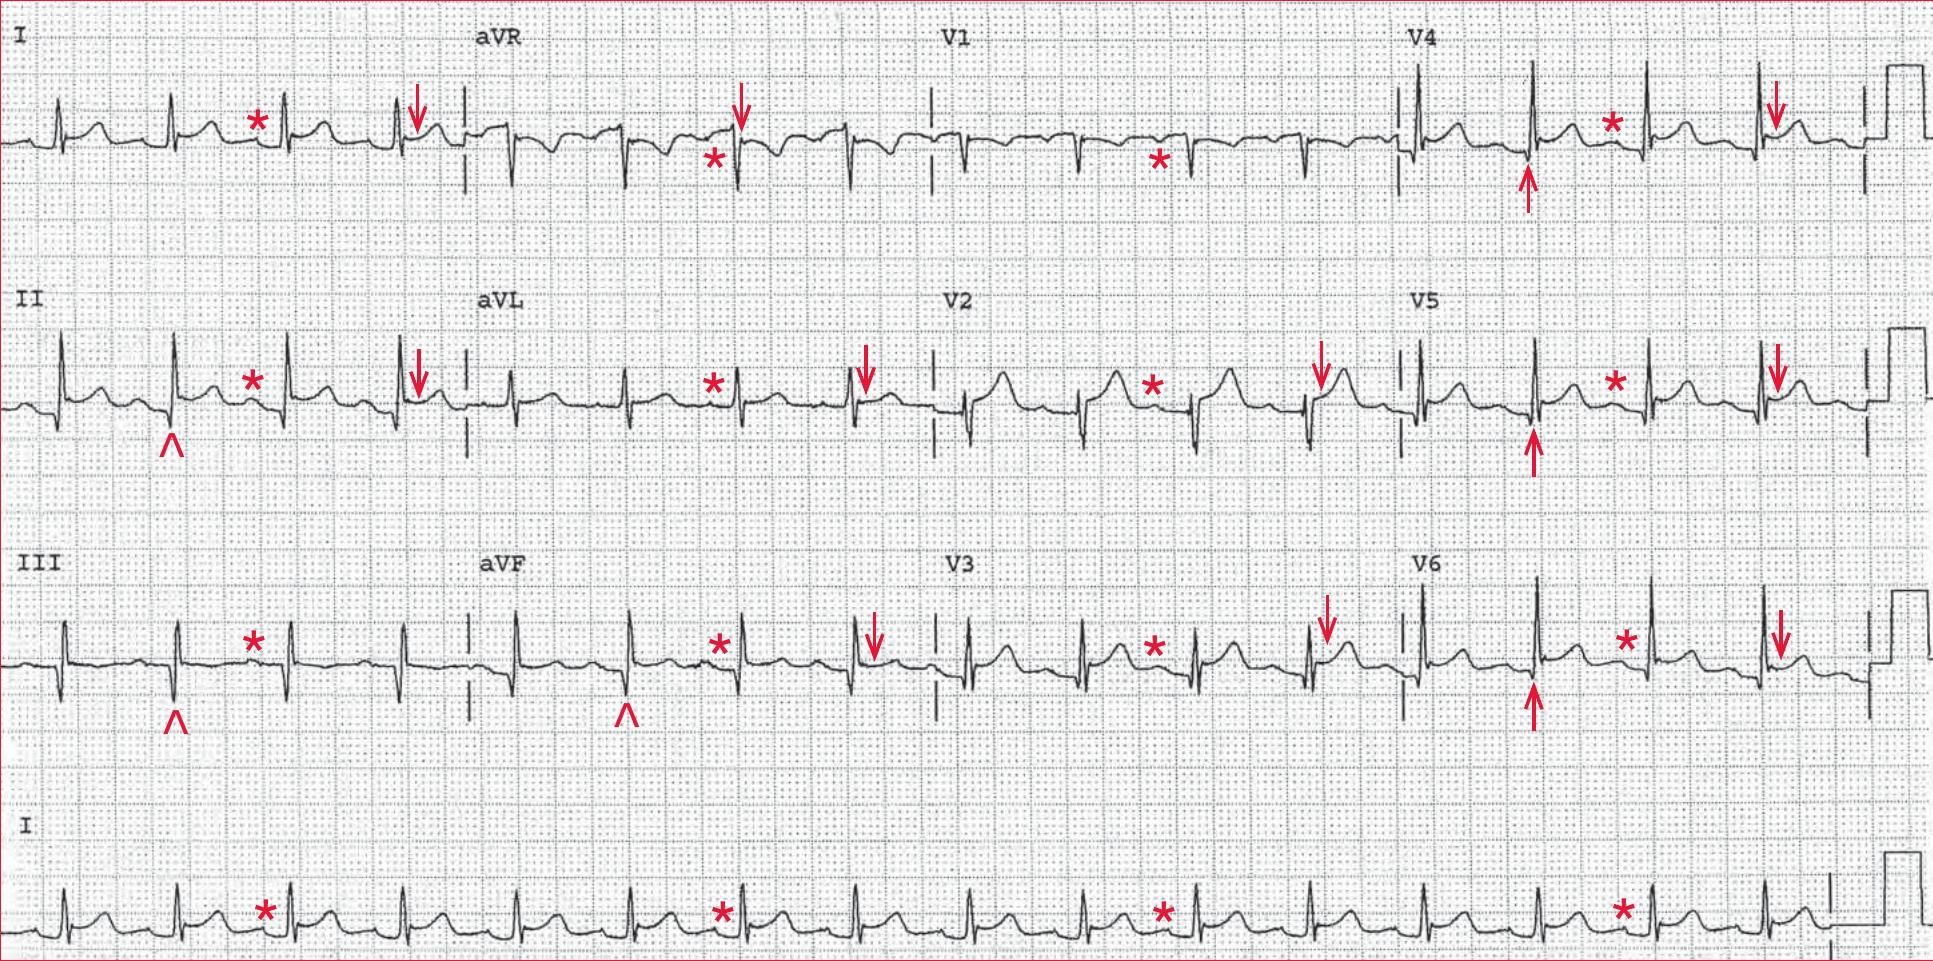 I aVR V1 V4
* * *
* *
II aVL V2 V5
* * * *
^
III aVF V3 V6
* * * *
^ ^
I
* * * *